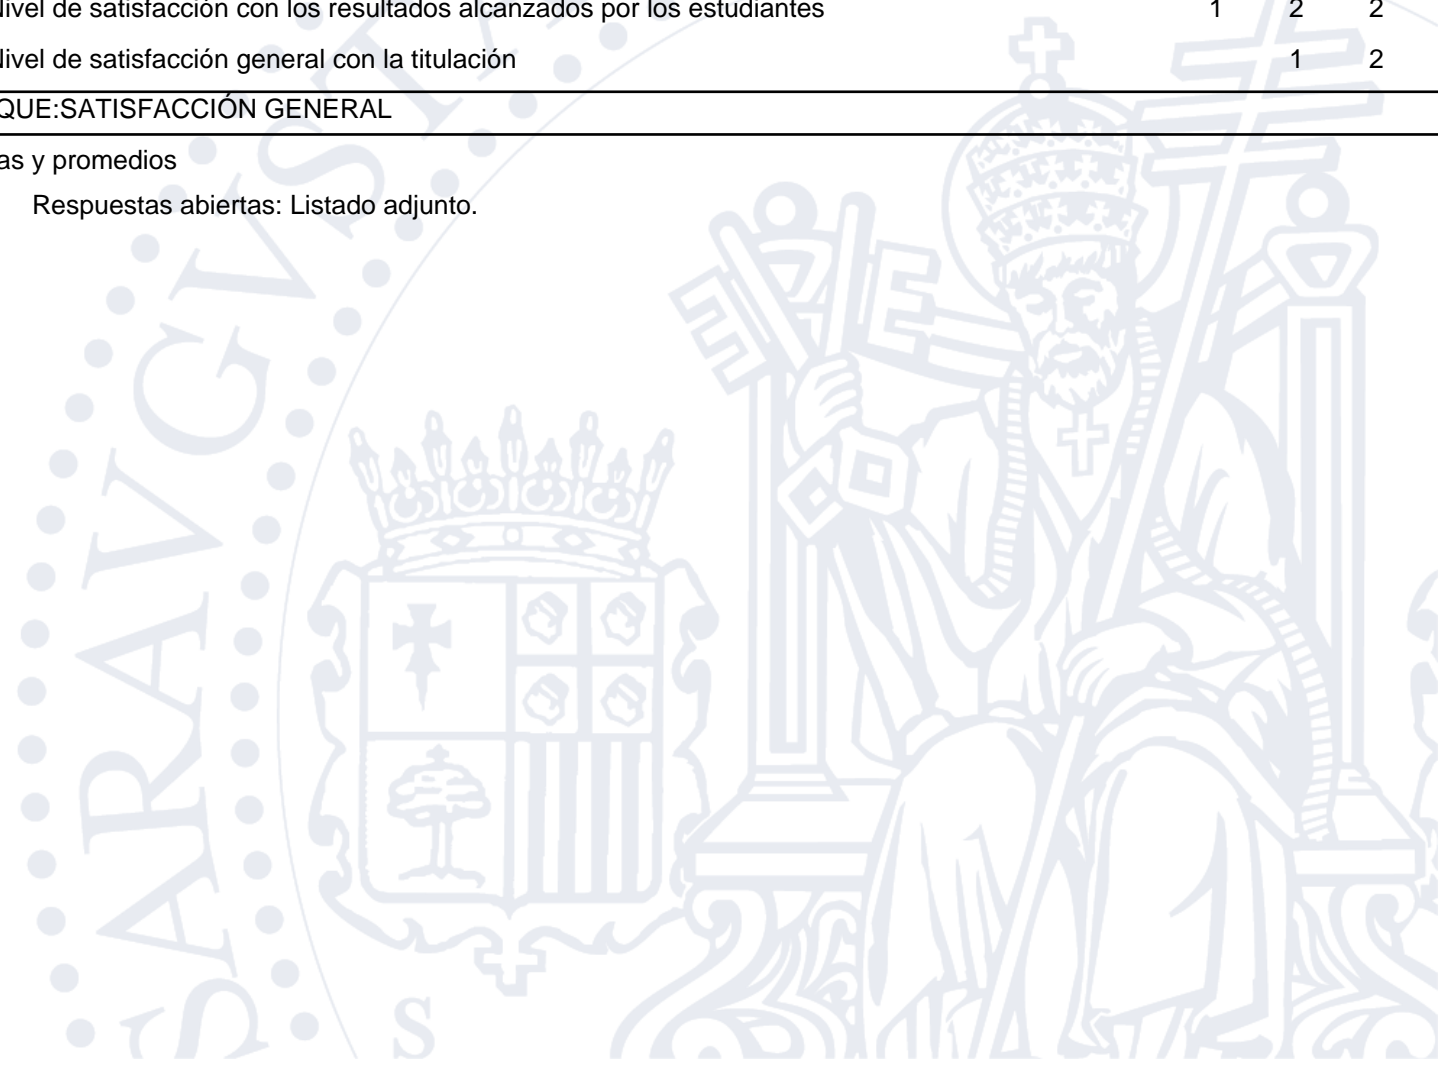 Nivel de satisfacción con los resultados alcanzados por los estudiantes 1 2 2
Nivel de satisfacción general con la titulación 1 2
QUE:SATISFACCIÓN GENERAL
as y promedios
Respuestas abiertas: Listado adjunto.
SARAVGVST
S